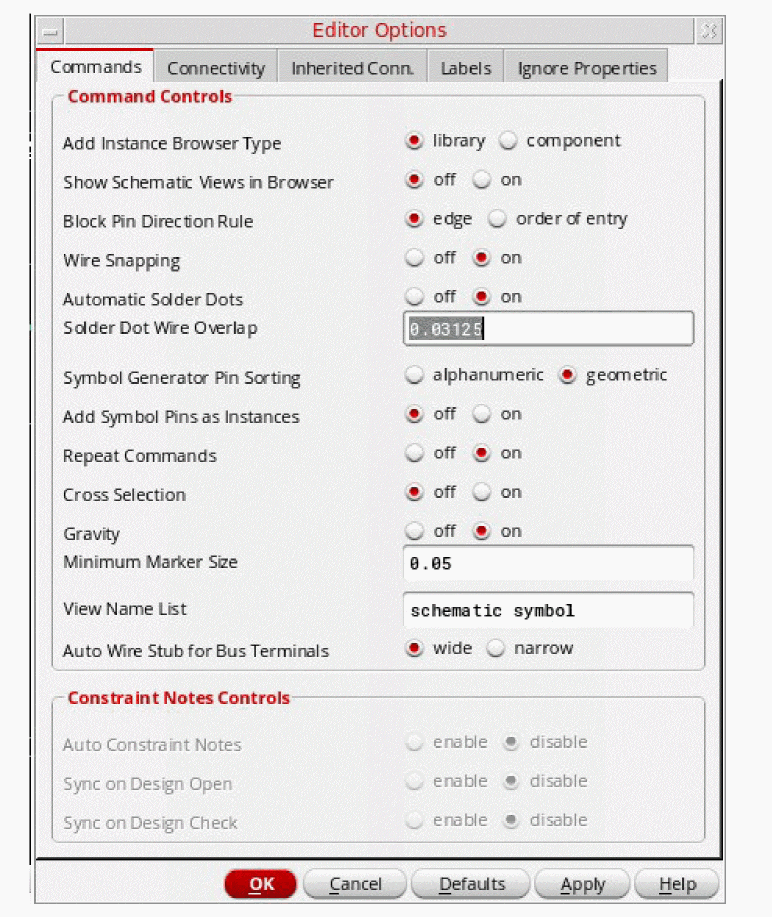 Editor Options
Commands Connectivity Inherited Conn. Labels Ignore Properties
Command Controls
Add Instance Browser Type library component
Show Schematic Views in Browser off on
Block Pin Direction Rule edge order of entry
Wire Snapping off on
Automatic Solder Dots off on
Solder Dot Wire Overlap 0.03125
Symbol Generator Pin Sorting alphanumeric geometric
Add Symbol Pins as Instances off on
Repeat Commands off on
Cross Selection off on
Gravity off on
Minimum Marker Size 0.05
View Name List schematic symbol
Auto Wire Stub for Bus Terminals wide narrow
Constraint Notes Controls
Auto Constraint Notes enable disable
Sync on Design Open enable disable
Sync on Design Check enable disable
OK Cancel Defaults Apply Help